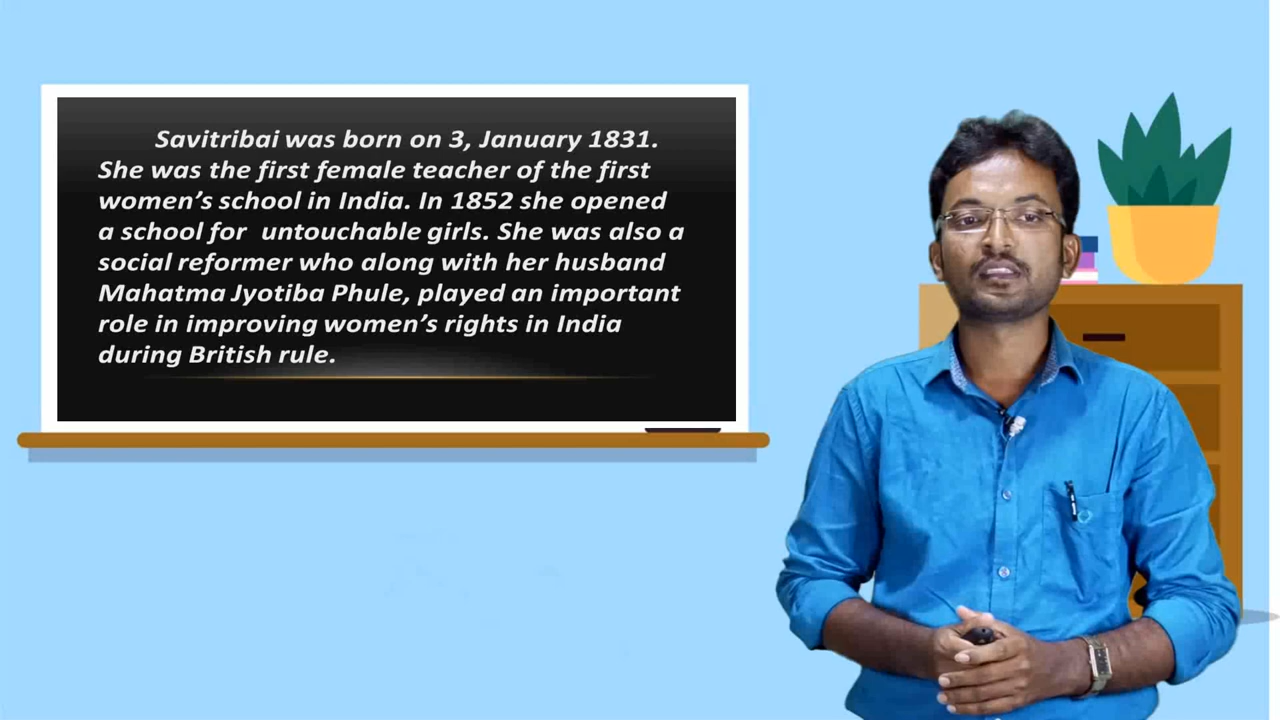 Savitribai was born on 3, January 1831.
She was the first female teacher of the first
women's school in India. In 1852 she opened
a school for  untouchable girls. She was also a
social reformer who along with her husband
Mahatma Jyotiba Phule, played an important
role in improving women's rights in India
during British rule.